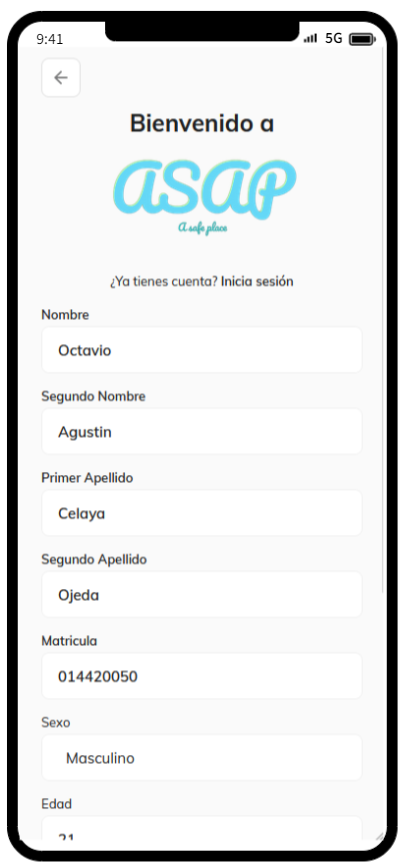 9:41
5G
Bienvenido a
ASAP
A safe place
¿Ya tienes cuenta? Inicia sesión
Nombre
Octavio
Segundo Nombre
Agustin
Primer Apellido
Celaya
Segundo Apellido
Ojeda
Matricula
014420050
Sexo
Masculino
Edad
21